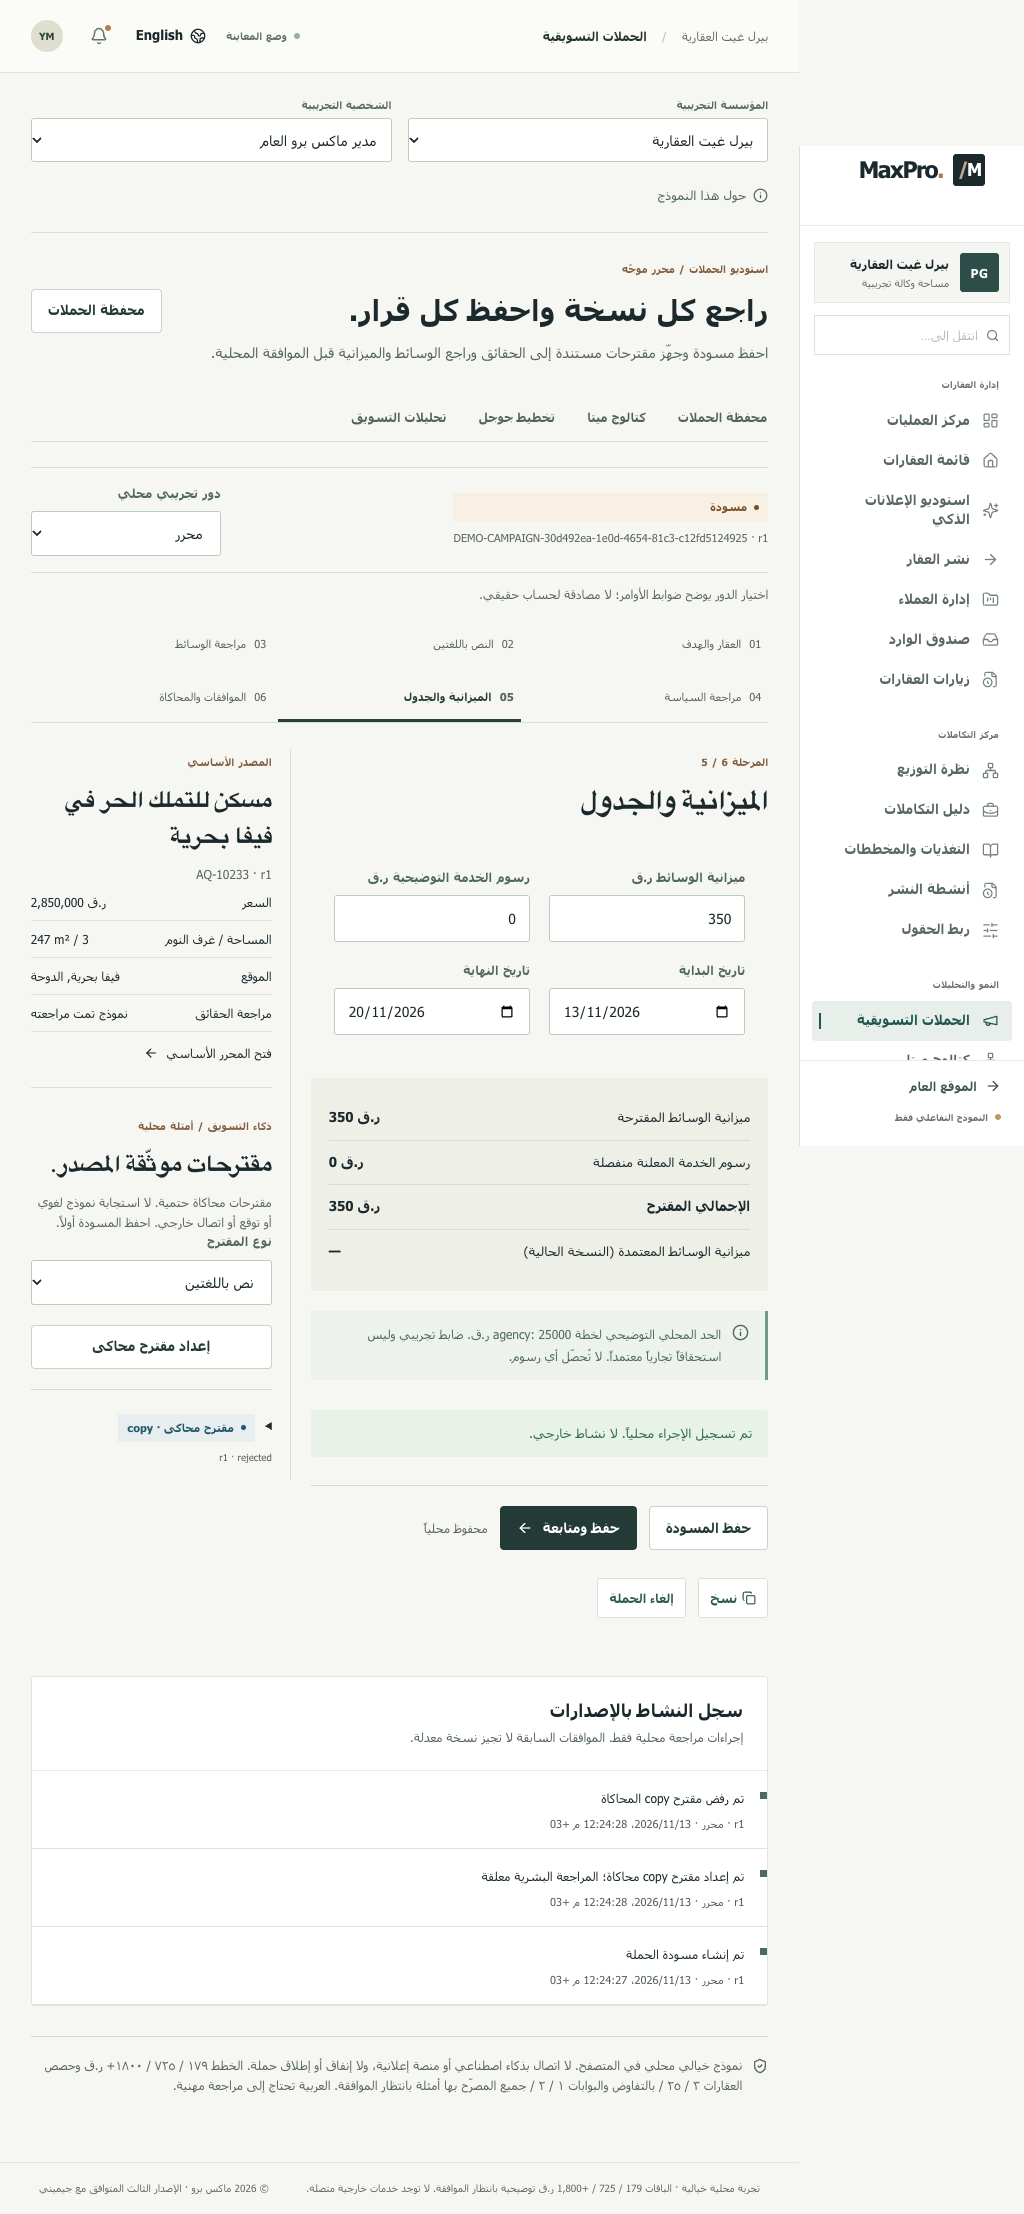 بيرل غيت العقارية / الحملات التسويقية
وضع المعاينة
English
YM
المؤسسة التجريبية
بيرل غيت العقارية
الشخصية التجريبية
مدير ماكس برو العام
حول هذا النموذج
استوديو الحملات / محرر موجّه
راجع كل نسخة واحفظ كل قرار.
محفظة الحملات
احفظ مسودة وجهّز مقترحات مستندة إلى الحقائق وراجع الوسائط والميزانية قبل الموافقة المحلية.
محفظة الحملات
كتالوج ميتا
تخطيط جوجل
تحليلات التسويق
مسودة
DEMO-CAMPAIGN-30d492ea-1e0d-4654-81c3-c12fd5124925 · r1
دور تجريبي محلي
محرر
اختيار الدور يوضح ضوابط الأوامر؛ لا مصادقة لحساب حقيقي.
01 العقار والهدف
02 النص باللغتين
03 مراجعة الوسائط
04 مراجعة السياسة
05 الميزانية والجدول
06 الموافقات والمحاكاة
المرحلة 6 / 5
الميزانية والجدول
ميزانية الوسائط ر.ق
350
رسوم الخدمة التوضيحية ر.ق
0
تاريخ البداية
13/11/2026
تاريخ النهاية
20/11/2026
ميزانية الوسائط المقترحة
ر.ق 350
رسوم الخدمة المعلنة منفصلة
ر.ق 0
الإجمالي المقترح
ر.ق 350
ميزانية الوسائط المعتمدة (النسخة الحالية)
—
الحد المحلي التوضيحي لخطة agency: 25000 ر.ق. ضابط تجريبي وليس
استحقاقاً تجارياً معتمداً. لا تُحصّل أي رسوم.
تم تسجيل الإجراء محلياً. لا نشاط خارجي.
حفظ المسودة
حفظ ومتابعة
محفوظ محلياً
نسخ
إلغاء الحملة
المصدر الأساسي
مسكن للتملك الحر في
فيفا بحرية
AQ-10233 · r1
السعر
ر.ق 2,850,000
المساحة / غرف النوم
247 m² / 3
الموقع
فيفا بحرية, الدوحة
مراجعة الحقائق
نموذج تمت مراجعته
فتح المحرر الأساسي
ذكاء التسويق / أمثلة محلية
مقترحات موثّقة المصدر.
مقترحات محاكاة حتمية. لا استجابة نموذج لغوي
أو توقع أو اتصال خارجي. احفظ المسودة أولاً.
نوع المقترح
نص باللغتين
إعداد مقترح محاكى
مقترح محاكى · copy
r1 · rejected
سجل النشاط بالإصدارات
إجراءات مراجعة محلية فقط. الموافقات السابقة لا تجيز نسخة معدلة.
تم رفض مقترح copy المحاكاة
r1 · محرر · 2026/11/13، 12:24:28 م +03
تم إعداد مقترح copy محاكاة؛ المراجعة البشرية معلقة
r1 · محرر · 2026/11/13، 12:24:28 م +03
تم إنشاء مسودة الحملة
r1 · محرر · 2026/11/13، 12:24:27 م +03
نموذج خيالي محلي في المتصفح. لا اتصال بذكاء اصطناعي أو منصة إعلانية، ولا إنفاق أو إطلاق حملة. الخطط ١٧٩ / ٧٢٥ / ١٨٠٠+ ر.ق وحصص
العقارات ٣ / ٢٥ / بالتفاوض والبوابات ١ / ٢ / جميع المصرّح بها أمثلة بانتظار الموافقة. العربية تحتاج إلى مراجعة مهنية.
تجربة محلية خيالية · الباقات 179 / 725 / 1,800+ ر.ق توضيحية بانتظار الموافقة. لا توجد خدمات خارجية متصلة.
© 2026 ماكس برو · الإصدار الثالث المتوافق مع جيميني
MaxPro.
/M
PG
بيرل غيت العقارية
مساحة وكالة تجريبية
انتقل إلى...
إدارة العقارات
مركز العمليات
قائمة العقارات
استوديو الإعلانات
الذكي
نشر العقار
إدارة العملاء
صندوق الوارد
زيارات العقارات
مركز التكاملات
نظرة التوزيع
دليل التكاملات
التغذيات والمخططات
أنشطة النشر
ربط الحقول
النمو والتحليلات
الحملات التسويقية
كتالوج ميتا
الموقع العام
النموذج التفاعلي فقط